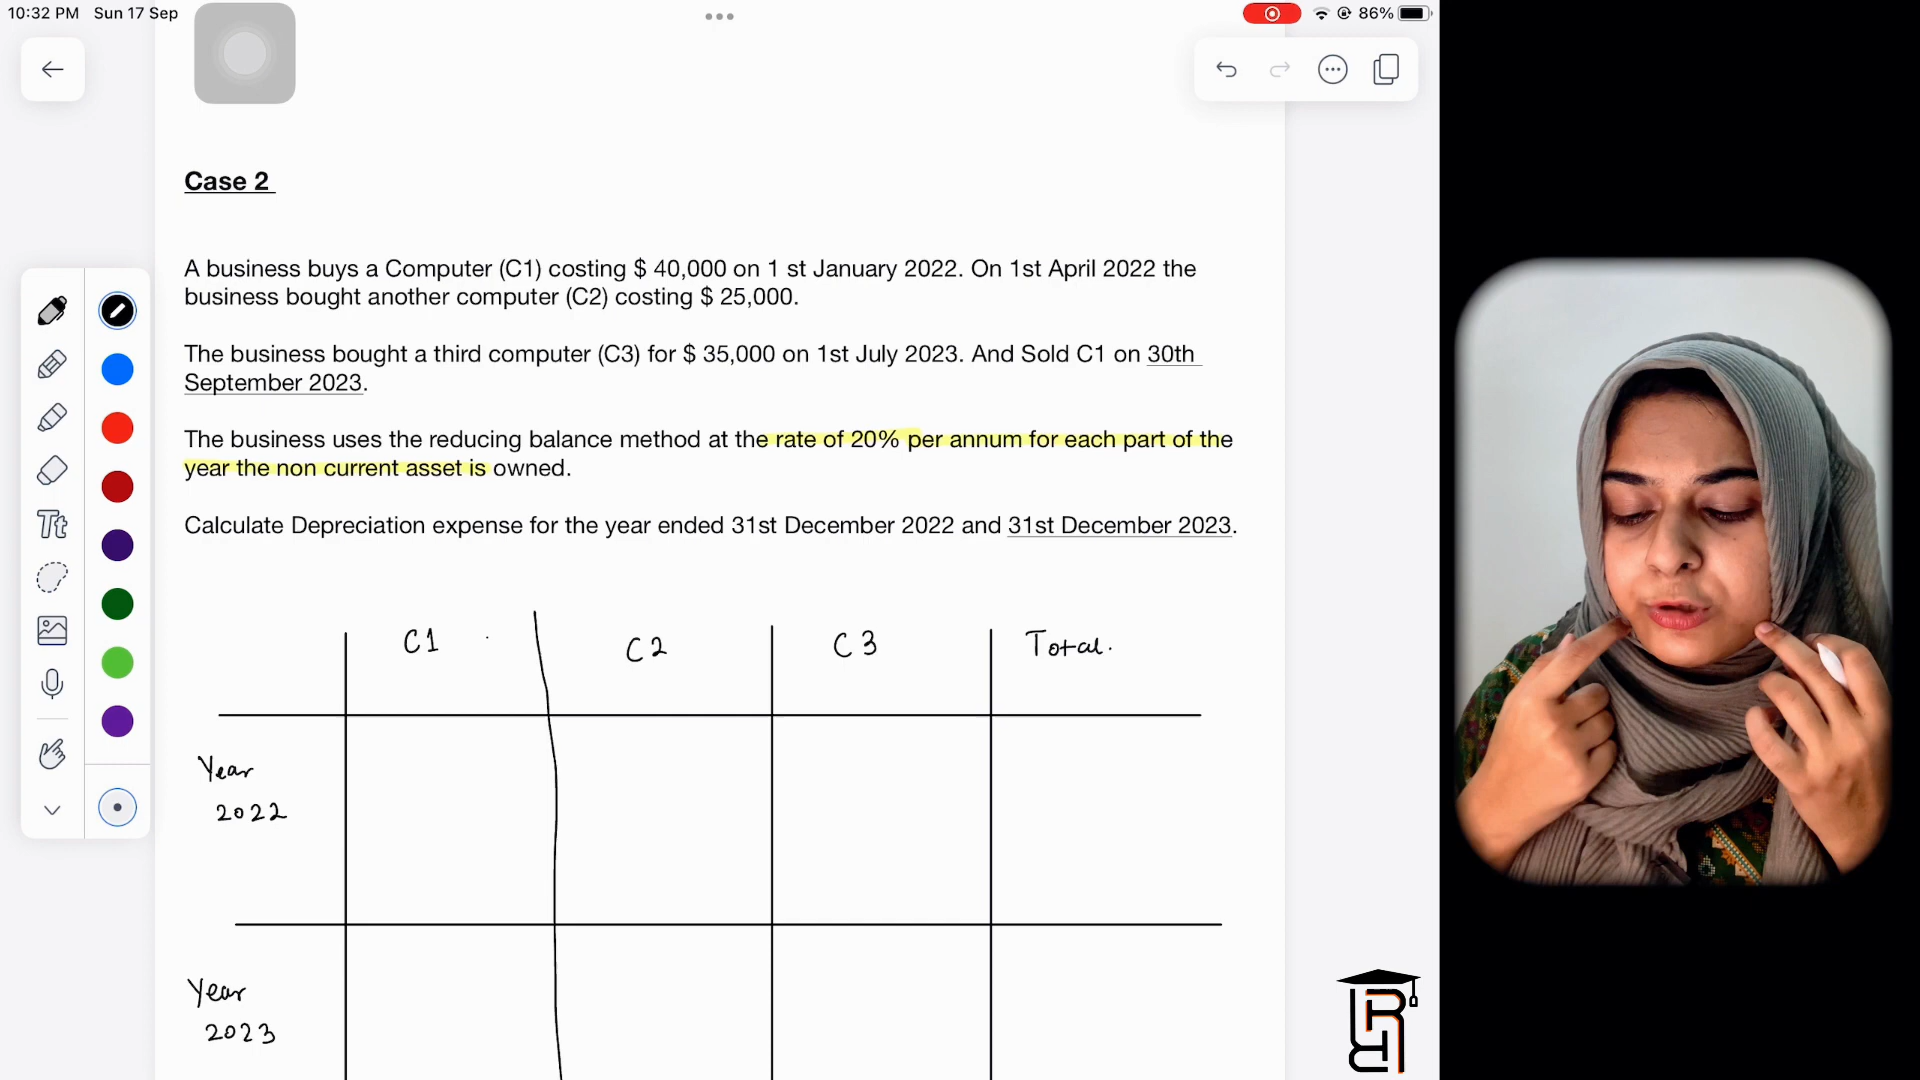 10:32 PM Sun 17 Sep
86%
Case 2
A business buys a Computer (C1) costing $ 40,000 on 1 st January 2022. On 1st April 2022 the
business bought another computer (C2) costing $ 25,000.
The business bought a third computer (C3) for $ 35,000 on 1st July 2023. And Sold C1 on 30th
September 2023.
The business uses the reducing balance method at the rate of 20% per annum for each part of the
year the non current asset is owned.
Calculate Depreciation expense for the year ended 31st December 2022 and 31st December 2023.
C1 C2 C3 Total.
Year
2022
Year
2023
Tt